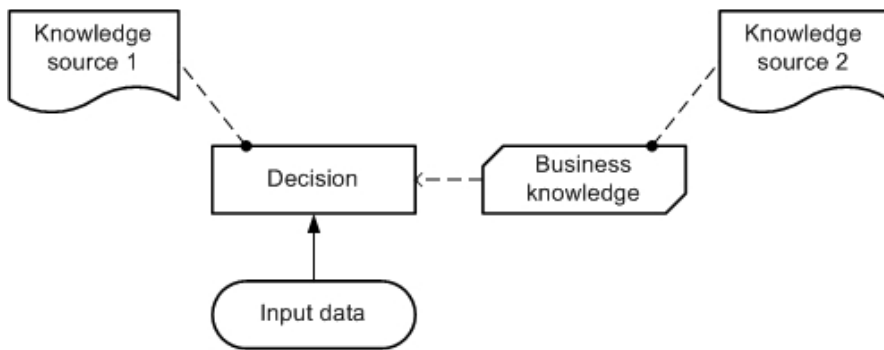 Knowledge
source 1
Knowledge
source 2
Decision
Business
knowledge
Input data